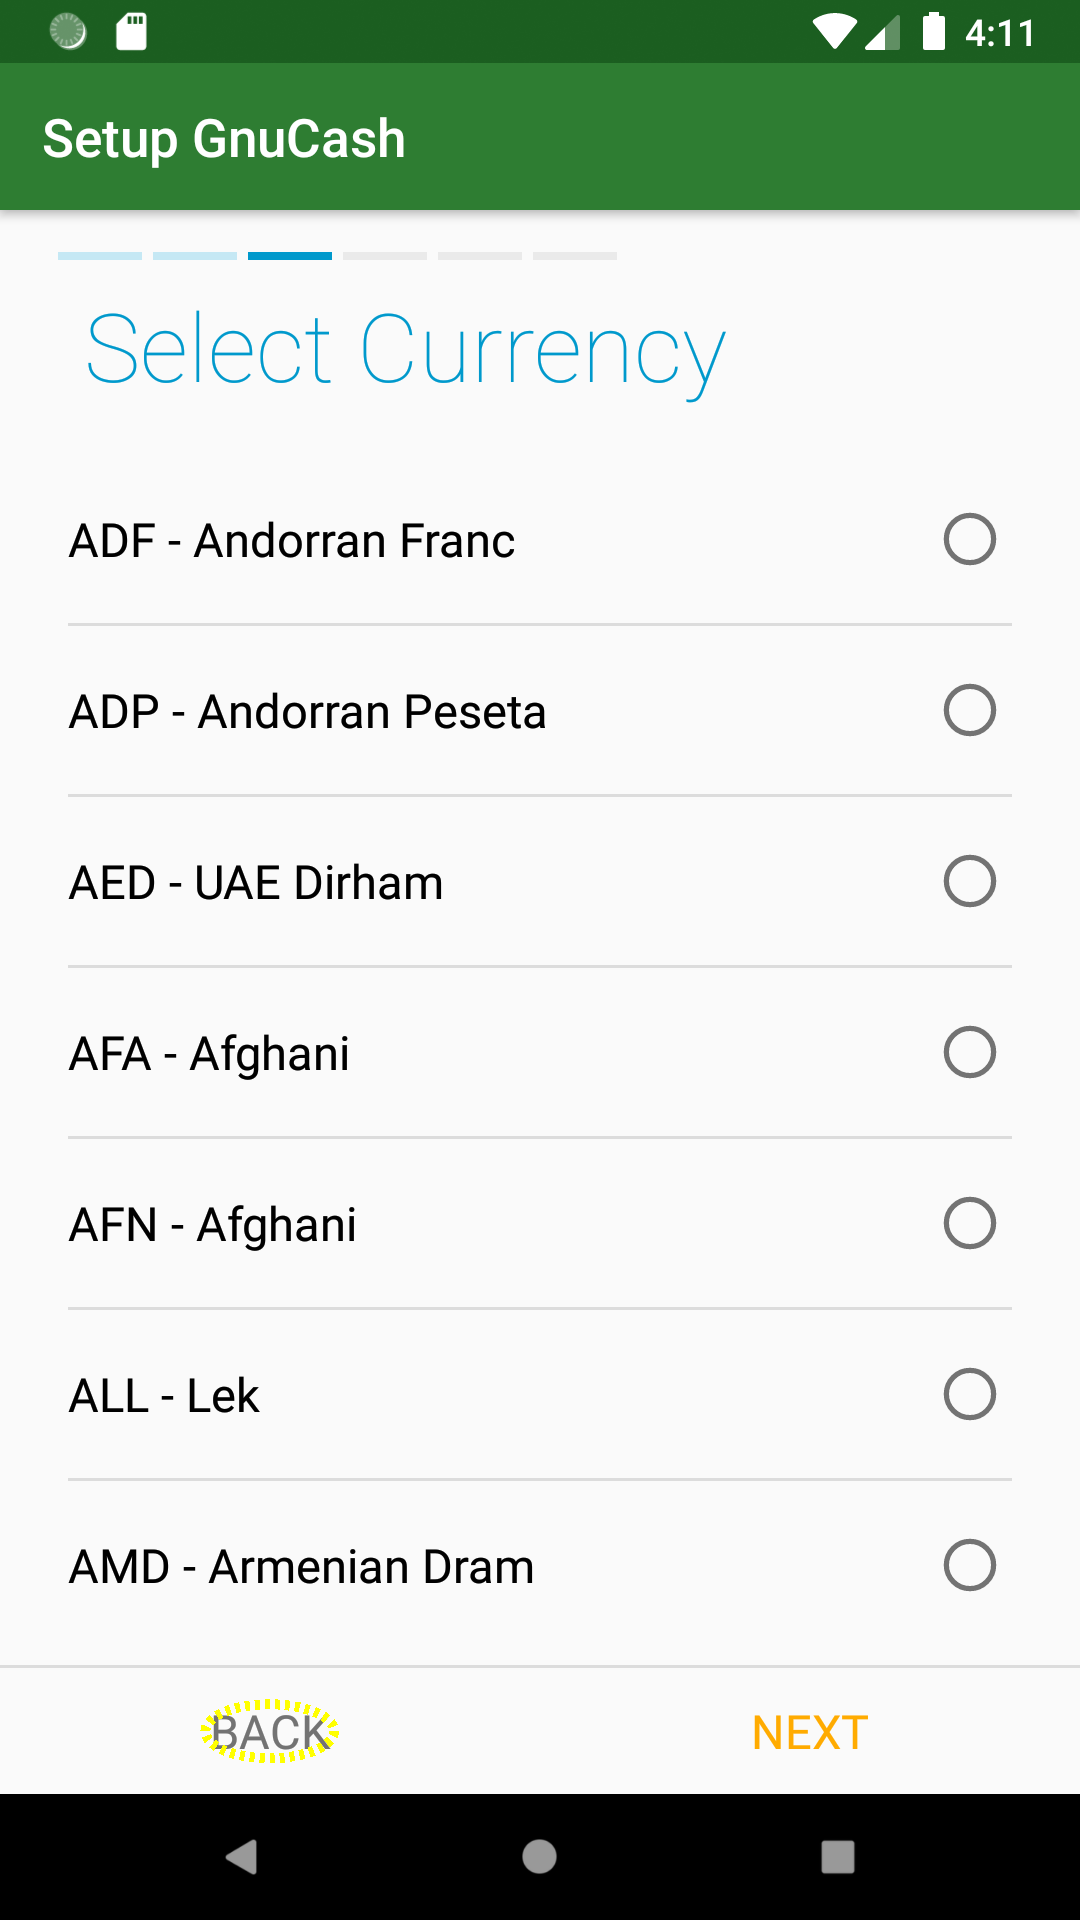 4:11
Setup GnuCash
Select Currency
ADF - Andorran Franc
ADP - Andorran Peseta
AED - UAE Dirham
AFA - Afghani
AFN - Afghani
ALL - Lek
AMD - Armenian Dram
BACK NEXT